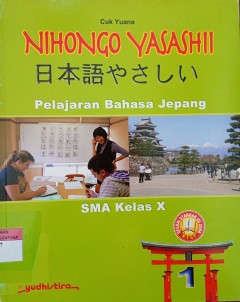 Cuk Yuana
NIHONGO YASASHII
日本語やさしい
Pelajaran Bahasa Jepang
SMA Kelas X
1
yudhistira